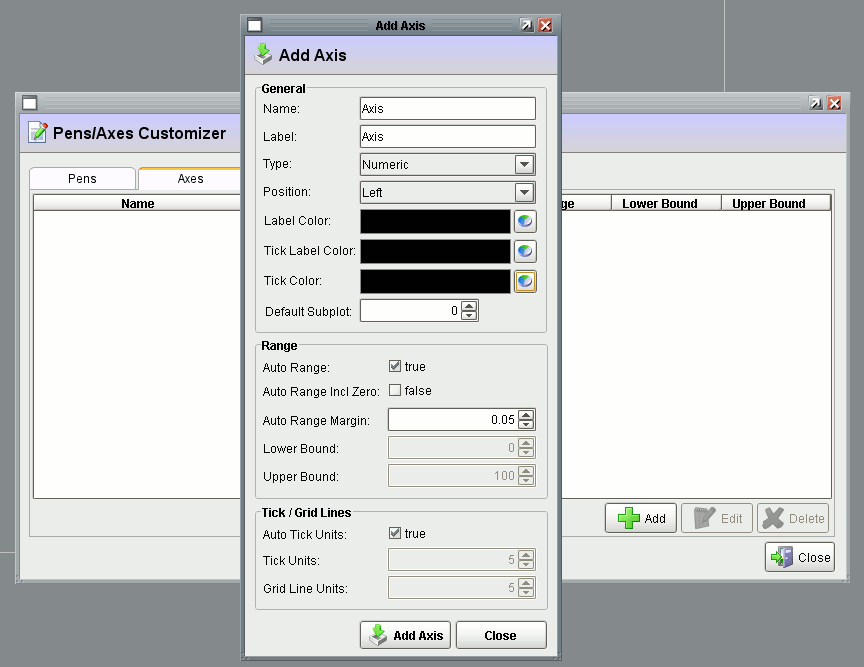 Add Axis
Add Axis
General
Name: Axis
Label: Axis
Type: Numeric
Position: Left
Label Color:
Tick Label Color:
Tick Color:
Default Subplot: 0
Range
Auto Range: true
Auto Range Incl Zero: false
Auto Range Margin: 0.05
Lower Bound: 0
Upper Bound: 100
Tick / Grid Lines
Auto Tick Units: true
Tick Units: 5
Grid Line Units: 5
Add Axis Close
Pens/Axes Customizer
Pens Axes
Name ge Lower Bound Upper Bound
Add Edit Delete
Close